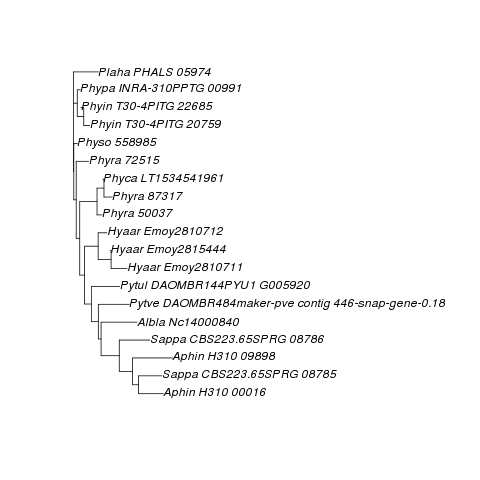 Plaha PHALS 05974
Phypa INRA-310PPTG 00991
Phyin T30-4PITG 22685
Phyin T30-4PITG 20759
Physo 558985
Phyra 72515
Phyca LT1534541961
Phyra 87317
Phyra 50037
Hyaar Emoy2810712
Hyaar Emoy2815444
Hyaar Emoy2810711
Pytul DAOMBR144PYU1 G005920
Pytve DAOMBR484maker-pve contig 446-snap-gene-0.18
Albla Nc14000840
Sappa CBS223.65SPRG 08786
Aphin H310 09898
Sappa CBS223.65SPRG 08785
Aphin H310 00016